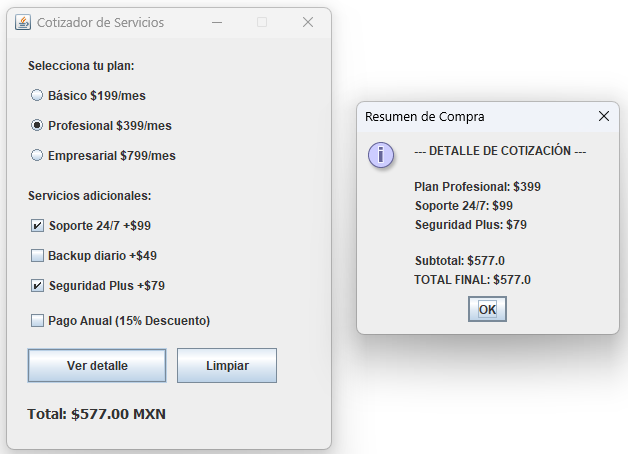 Cotizador de Servicios
Selecciona tu plan:
Básico $199/mes
Profesional $399/mes
Empresarial $799/mes
Servicios adicionales:
Soporte 24/7 +$99
Backup diario +$49
Seguridad Plus +$79
Pago Anual (15% Descuento)
Ver detalle
Limpiar
Total: $577.00 MXN
Resumen de Compra
--- DETALLE DE COTIZACIÓN ---
Plan Profesional: $399
Soporte 24/7: $99
Seguridad Plus: $79
Subtotal: $577.0
TOTAL FINAL: $577.0
OK